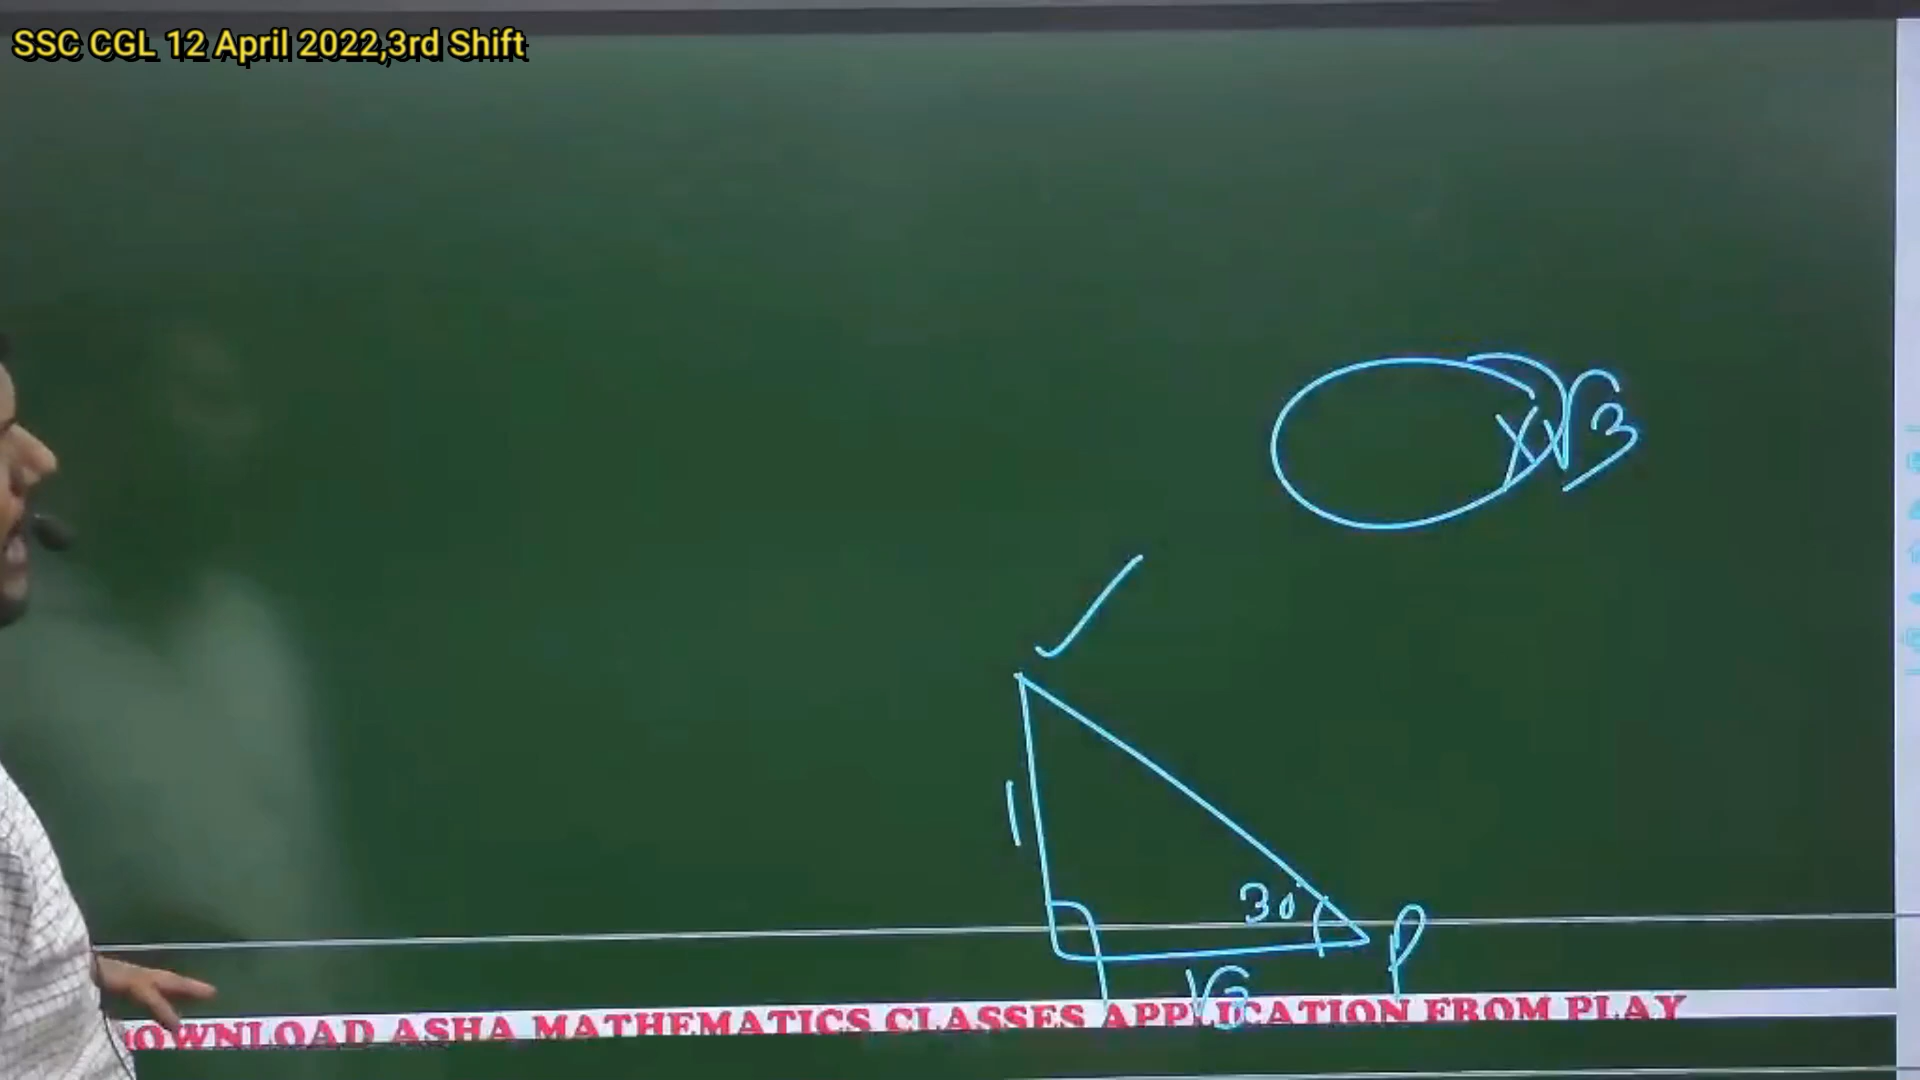 SSC CGL 12 April 2022,3rd Shift
X√3
1
30°
P
√3
DOWNLOAD ASHA MATHEMATICS CLASSES APPLICATION FROM PLAY